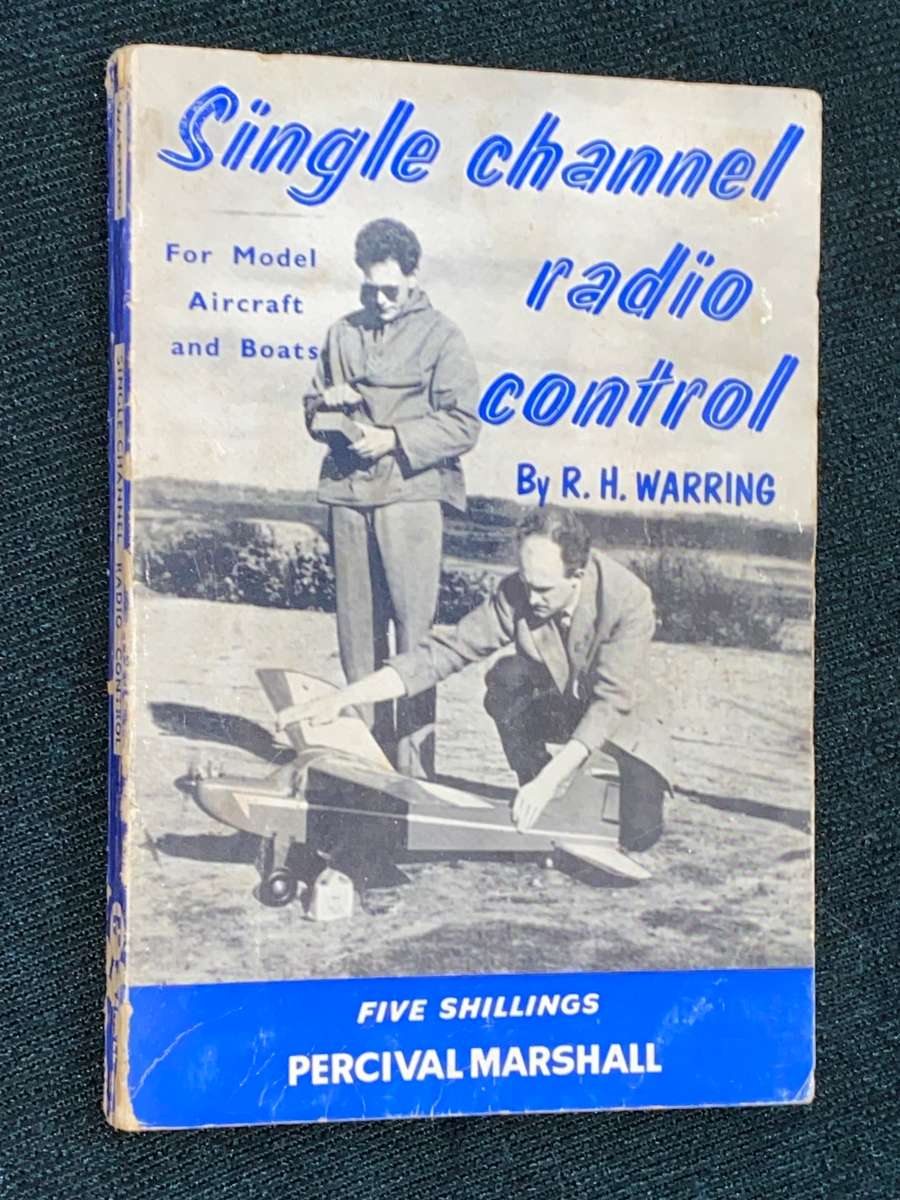 Single channel
radio
control
For Model
Aircraft
and Boats
By R. H. WARRING
FIVE SHILLINGS
PERCIVAL MARSHALL
SINGLE CHANNEL RADIO CONTROL